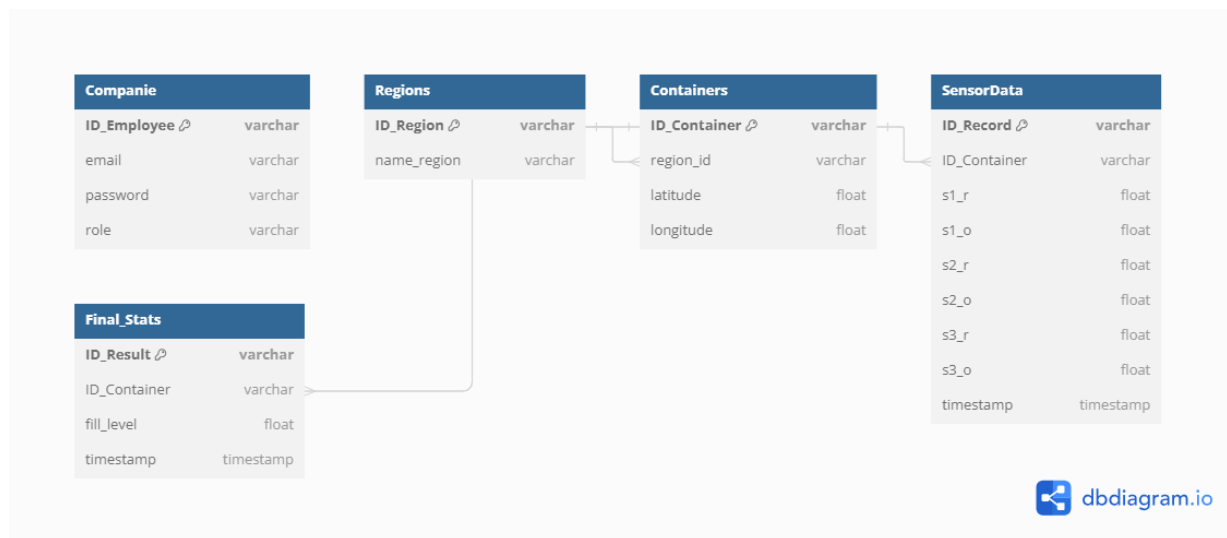 Companie
ID_Employee varchar
email varchar
password varchar
role varchar
Regions
ID_Region varchar
name_region varchar
Containers
ID_Container varchar
region_id varchar
latitude float
longitude float
SensorData
ID_Record varchar
ID_Container varchar
s1_r float
s1_o float
s2_r float
s2_o float
s3_r float
s3_o float
timestamp timestamp
Final_Stats
ID_Result varchar
ID_Container varchar
fill_level float
timestamp timestamp
dbdiagram.io